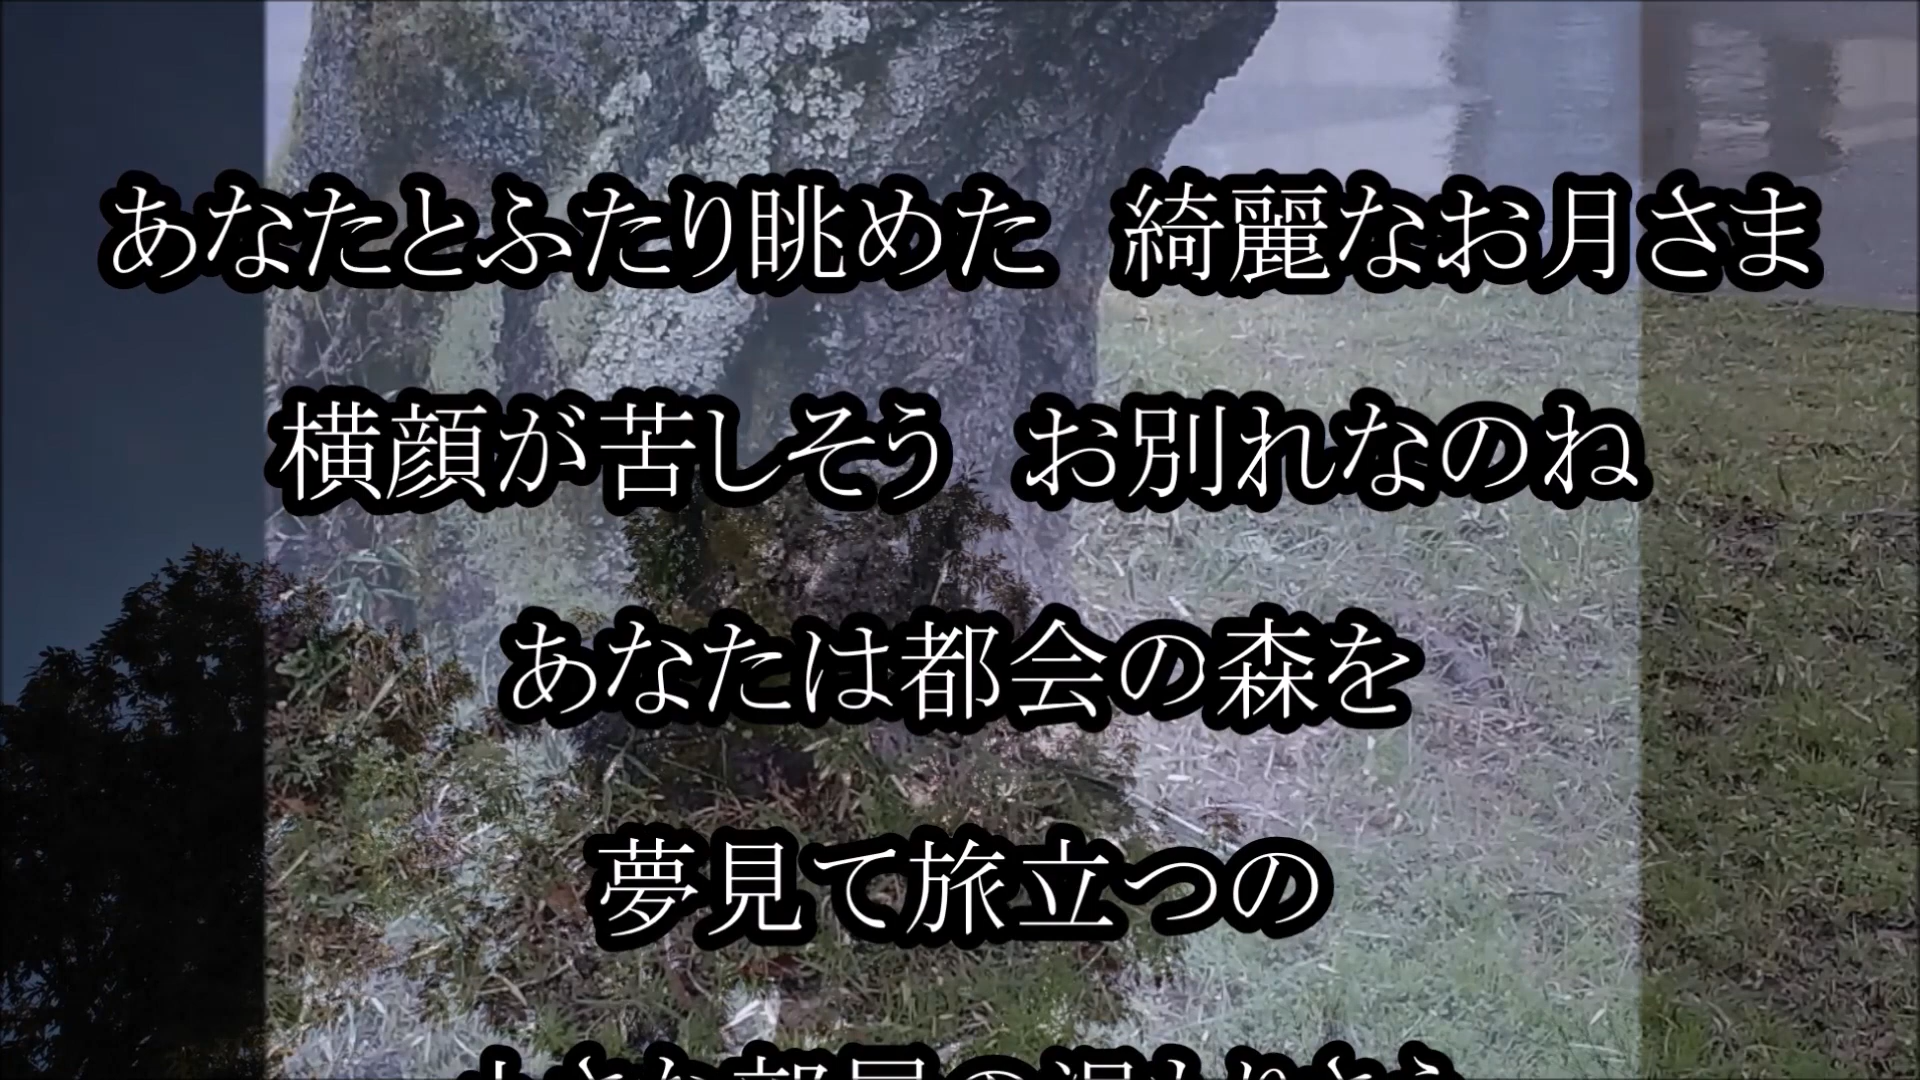 あなたとふたり眺めた　綺麗なお月さま
横顔が苦しそう　お別れなのね
あなたは都会の森を
夢見て旅立つの